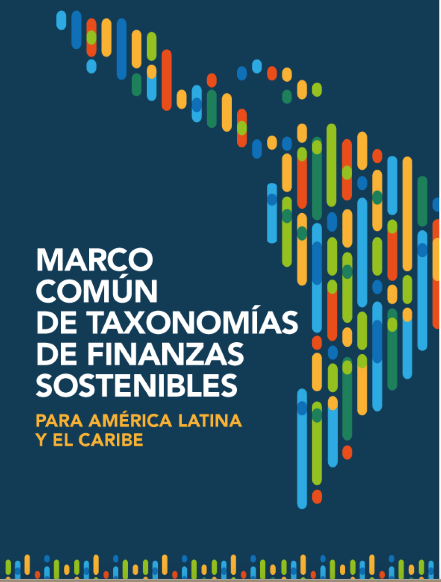 MARCO
COMÚN
DE TAXONOMÍAS
DE FINANZAS
SOSTENIBLES
PARA AMÉRICA LATINA
Y EL CARIBE